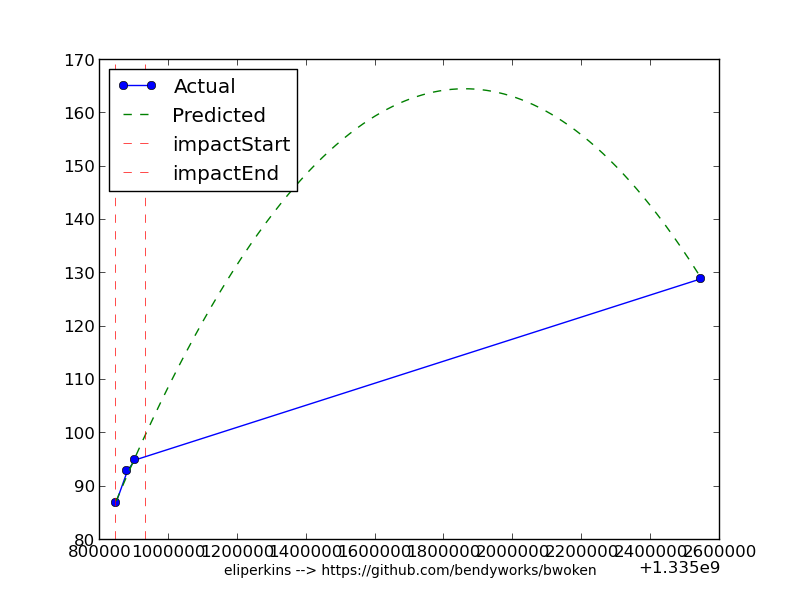 170
160
150
140
130
120
110
100
90
80
Actual
Predicted
impactStart
impactEnd
800000 1000000 1200000 1400000 1600000 1800000 2000000 2200000 2400000 2600000
+1.335e9
eliperkins --> https://github.com/bendyworks/bwoken